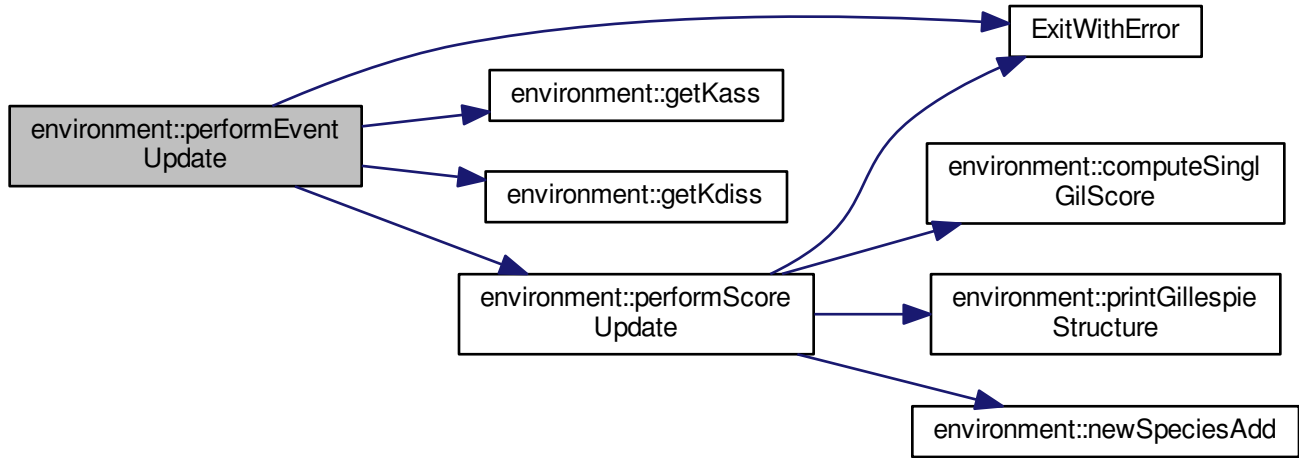 environment::performEvent
Update
ExitWithError
environment::getKass
environment::getKdiss
environment::performScore
Update
environment::computeSingl
GilScore
environment::printGillespie
Structure
environment::newSpeciesAdd